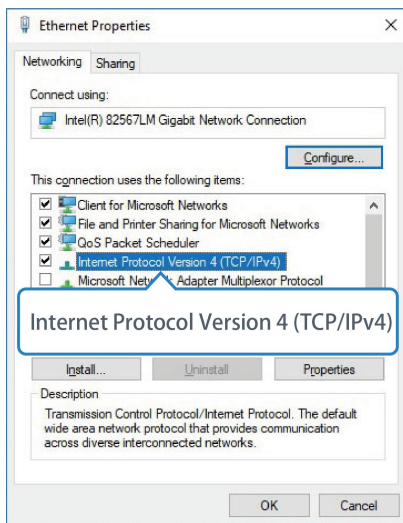 Ethernet Properties
Networking Sharing
Connect using:
Intel(R) 82567LM Gigabit Network Connection
Configure...
This connection uses the following items:
Client for Microsoft Networks
File and Printer Sharing for Microsoft Networks
QoS Packet Scheduler
Internet Protocol Version 4 (TCP/IPv4)
Microsoft Adapter Multiplexor Protocol
Internet Protocol Version 4 (TCP/IPv4)
Install... Uninstall Properties
Description
Transmission Control Protocol/Internet Protocol. The default
wide area network protocol that provides communication
across diverse interconnected networks.
OK Cancel